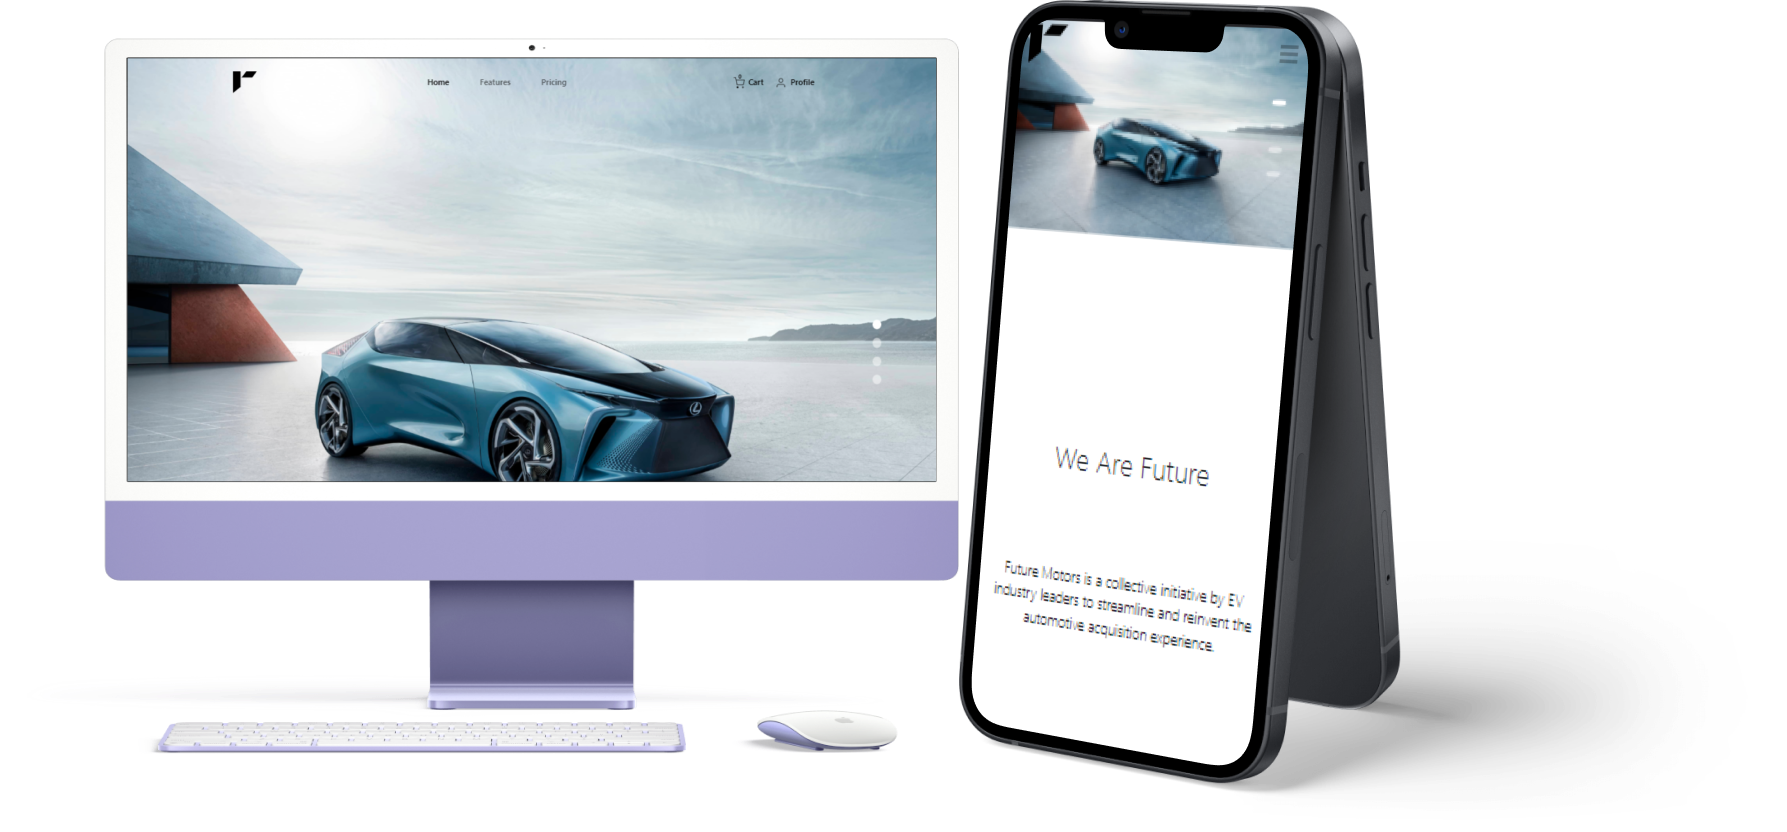 Home
Features
Pricing
Cart
Profile
We Are Future
Future Motors is a collective initiative by EV
industry leaders to streamline and reinvent the
automotive acquisition experience.